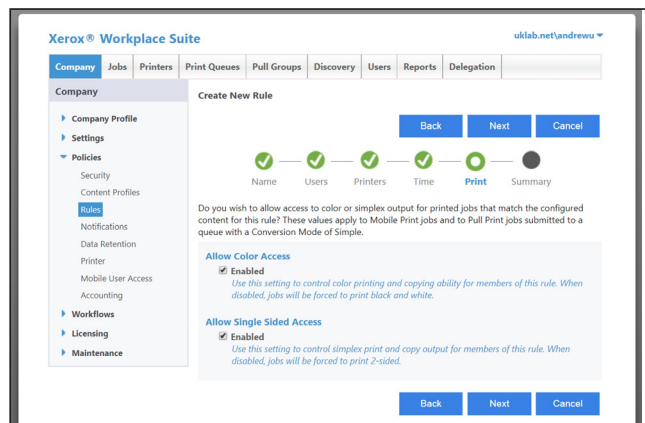 Xerox® Workplace Suite
uklab.net\andrewu
Company Jobs Printers Print Queues Pull Groups Discovery Users Reports Delegation
Company
Company Profile
Settings
Policies
Security
Content Profiles
Rules
Notifications
Data Retention
Printer
Mobile User Access
Accounting
Workflows
Licensing
Maintenance
Create New Rule
Back Next Cancel
Name Users Printers Time Print Summary
Do you wish to allow access to color or simplex output for printed jobs that match the configured
content for this rule? These values apply to Mobile Print jobs and to Pull Print jobs submitted to a
queue with a Conversion Mode of Simple.
Allow Color Access
Enabled
Use this setting to control color printing and copying ability for members of this rule. When
disabled, jobs will be forced to print black and white.
Allow Single Sided Access
Enabled
Use this setting to control simplex print and copy output for members of this rule. When
disabled, jobs will be forced to print 2-sided.
Back Next Cancel